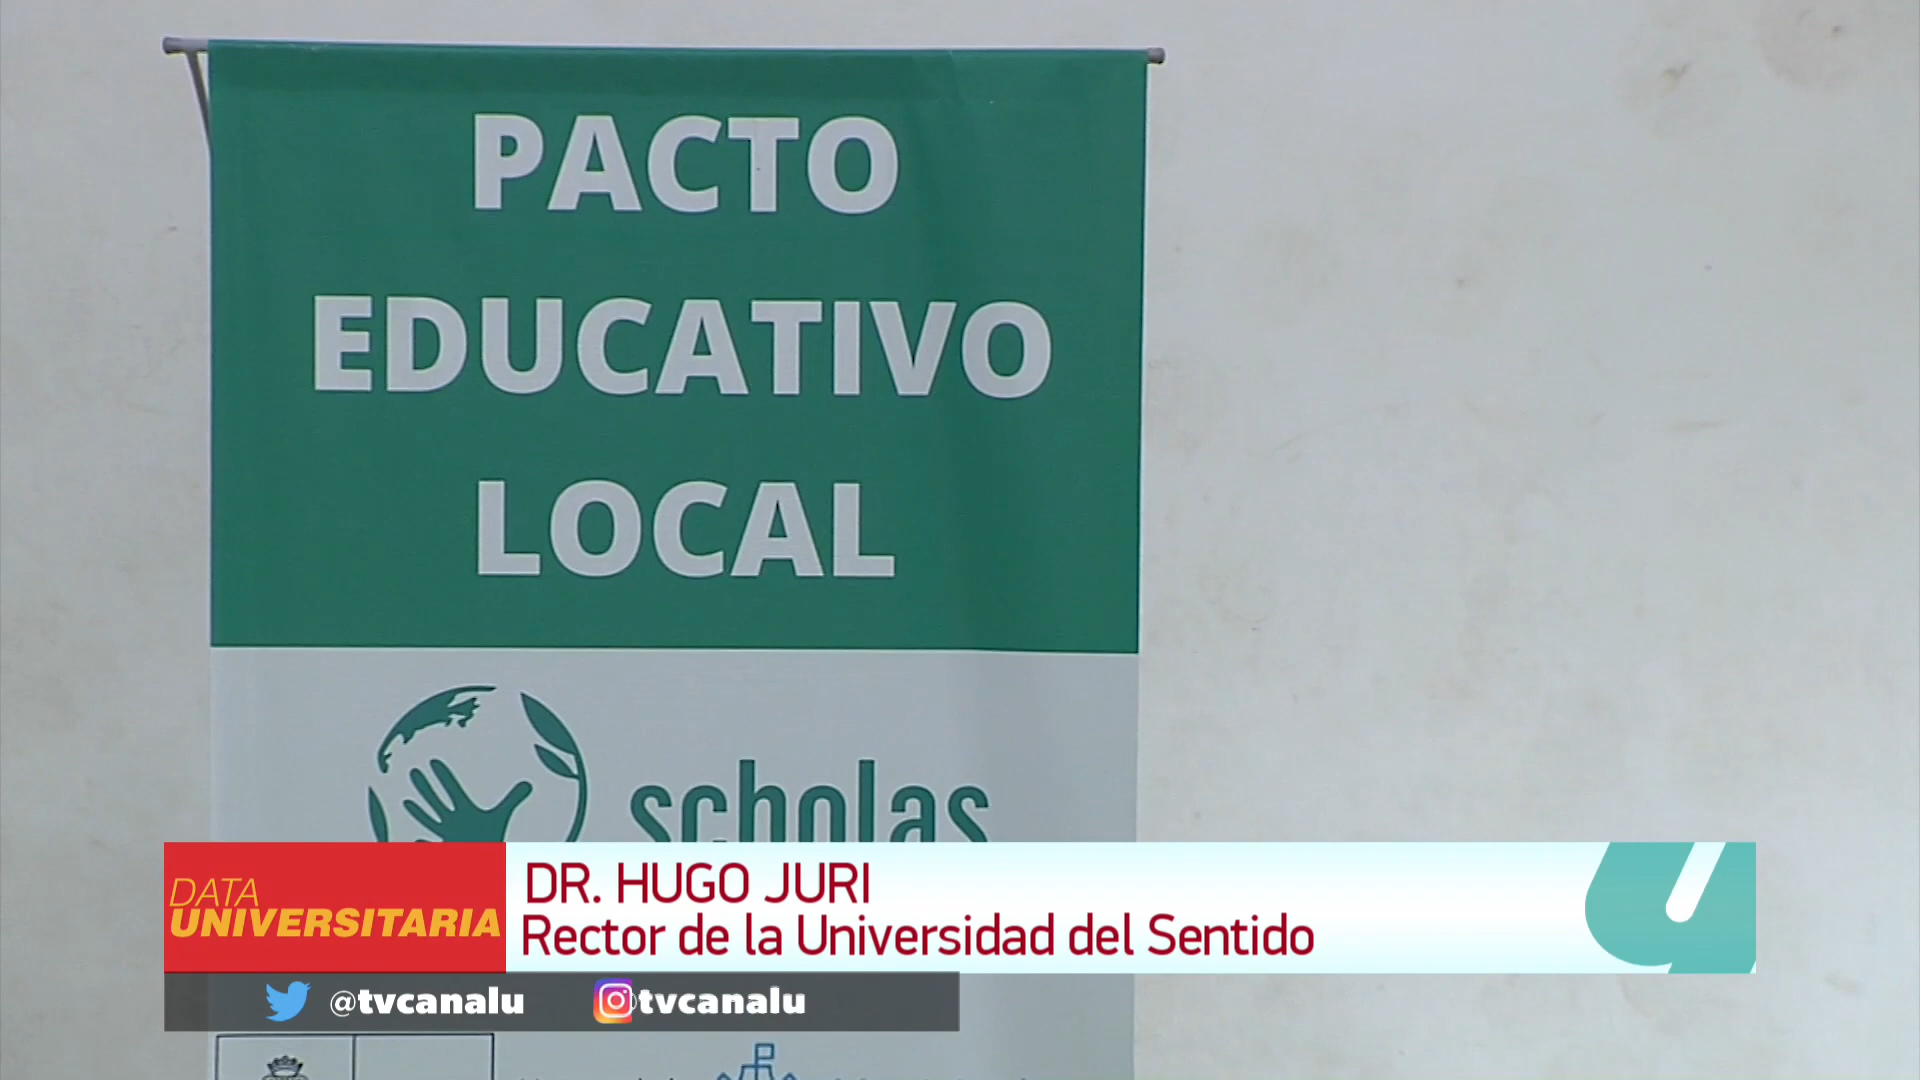 PACTO
EDUCATIVO
LOCAL
scholas
DATA
UNIVERSITARIA
DR. HUGO JURI
Rector de la Universidad del Sentido
@tvcanalu
@tvcanalu